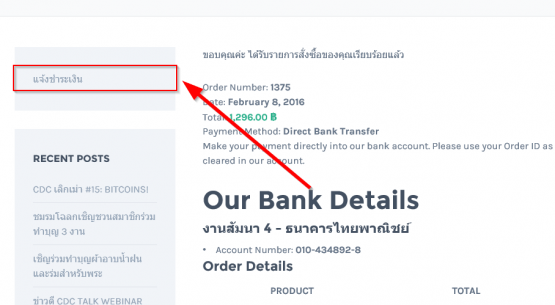 แจ้งชำระเงิน
RECENT POSTS
CDC เล็กเม่า #15: BITCOINS!
ชมรมโฉลกเชิญชวนสมาชิกร่วม
ทำบุญ 3 งาน
เชิญร่วมทำบุญผ้าอาบน้ำฝน
และร่มสำหรับพระ
ข่าวดี CDC TALK WEBINAR
ขอบคุณค่ะ ได้รับรายการสั่งซื้อของคุณเรียบร้อยแล้ว
Order Number: 1375
Date: February 8, 2016
Total: 1,296.00 ฿
Payment Method: Direct Bank Transfer
Make your payment directly into our bank account. Please use your Order ID as
cleared in our account.
Our Bank Details
งานสัมนา 4 - ธนาคารไทยพาณิชย์
• Account Number: 010-434892-8
Order Details
PRODUCT TOTAL